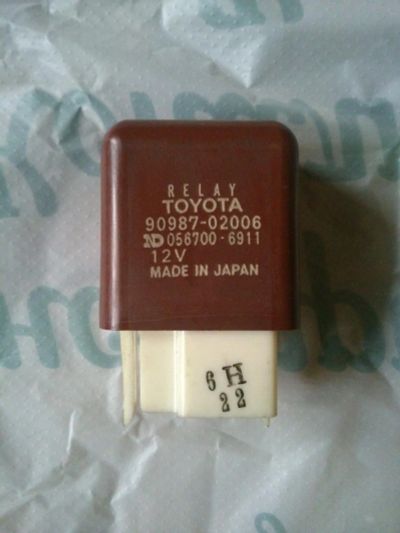 RELAY
TOYOTA
90987-02006
ND 056700-6911
12V
MADE IN JAPAN
6 H
22